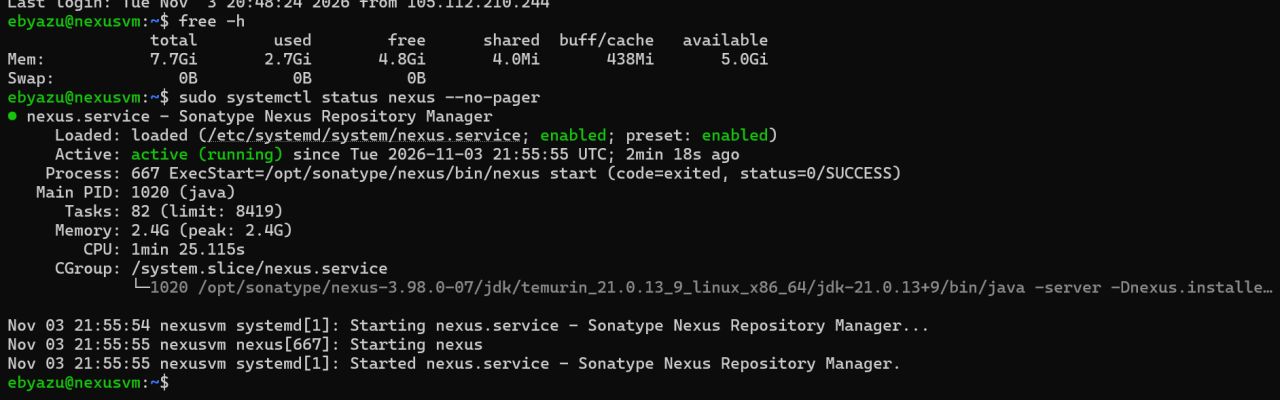 Last login: Tue Nov  3 20:48:24 2026 from 105.112.210.244
ebyazu@nexusvm:~$ free -h
               total        used        free      shared  buff/cache   available
Mem:           7.7Gi       2.7Gi       4.8Gi       4.0Mi       438Mi       5.0Gi
Swap:             0B          0B          0B
ebyazu@nexusvm:~$ sudo systemctl status nexus --no-pager
● nexus.service - Sonatype Nexus Repository Manager
     Loaded: loaded (/etc/systemd/system/nexus.service; enabled; preset: enabled)
     Active: active (running) since Tue 2026-11-03 21:55:55 UTC; 2min 18s ago
    Process: 667 ExecStart=/opt/sonatype/nexus/bin/nexus start (code=exited, status=0/SUCCESS)
   Main PID: 1020 (java)
      Tasks: 82 (limit: 8419)
     Memory: 2.4G (peak: 2.4G)
        CPU: 1min 25.115s
     CGroup: /system.slice/nexus.service
             └─1020 /opt/sonatype/nexus-3.98.0-07/jdk/temurin_21.0.13_9_linux_x86_64/jdk-21.0.13+9/bin/java -server -Dnexus.installe…

Nov 03 21:55:54 nexusvm systemd[1]: Starting nexus.service - Sonatype Nexus Repository Manager...
Nov 03 21:55:55 nexusvm nexus[667]: Starting nexus
Nov 03 21:55:55 nexusvm systemd[1]: Started nexus.service - Sonatype Nexus Repository Manager.
ebyazu@nexusvm:~$